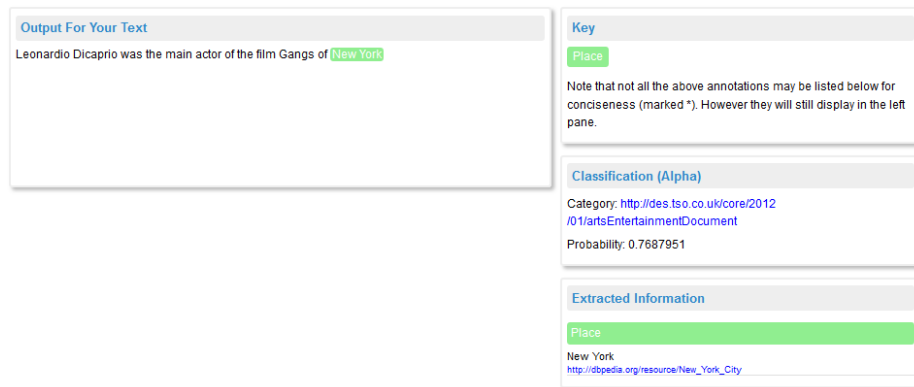 Output For Your Text
Leonardio Dicaprio was the main actor of the film Gangs of New York
Key
Place
Note that not all the above annotations may be listed below for
conciseness (marked *). However they will still display in the left
pane.
Classification (Alpha)
Category: http://des.tso.co.uk/core/2012
/01/artsEntertainmentDocument
Probability: 0.7687951
Extracted Information
Place
New York
http://dbpedia.org/resource/New_York_City